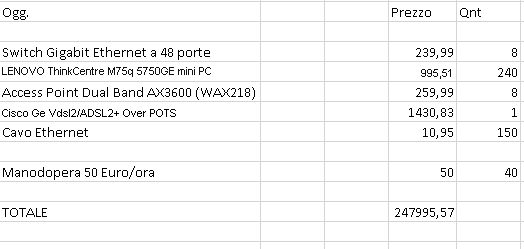 Ogg. Prezzo Qnt
Switch Gigabit Ethernet a 48 porte 239,99 8
LENOVO ThinkCentre M75q 5750GE mini PC 995,51 240
Access Point Dual Band AX3600 (WAX218) 259,99 8
Cisco Ge Vdsl2/ADSL2+ Over POTS 1430,83 1
Cavo Ethernet 10,95 150
Manodopera 50 Euro/ora 50 40
TOTALE 247995,57